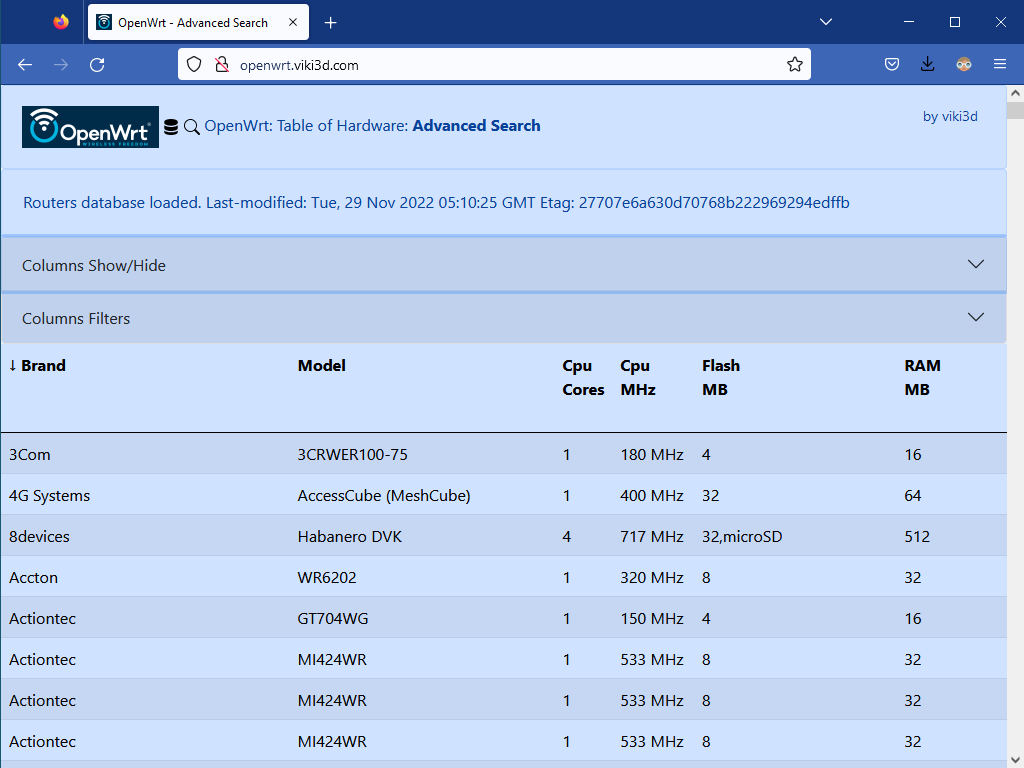 OpenWrt - Advanced Search
openwrt.viki3d.com
OpenWrt
WIRELESS FREEDOM
OpenWrt: Table of Hardware: Advanced Search
by viki3d
Routers database loaded. Last-modified: Tue, 29 Nov 2022 05:10:25 GMT Etag: 27707e6a630d70768b222969294edffb
Columns Show/Hide
Columns Filters
↓ Brand Model Cpu Cores Cpu MHz Flash MB RAM MB
3Com 3CRWER100-75 1 180 MHz 4 16
4G Systems AccessCube (MeshCube) 1 400 MHz 32 64
8devices Habanero DVK 4 717 MHz 32,microSD 512
Accton WR6202 1 320 MHz 8 32
Actiontec GT704WG 1 150 MHz 4 16
Actiontec MI424WR 1 533 MHz 8 32
Actiontec MI424WR 1 533 MHz 8 32
Actiontec MI424WR 1 533 MHz 8 32